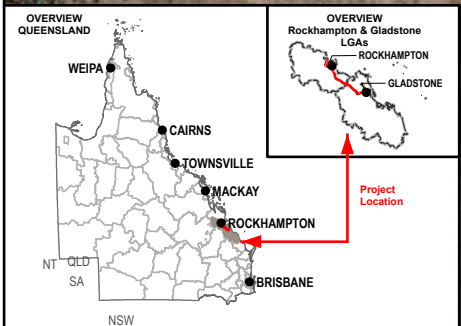 OVERVIEW
QUEENSLAND
WEIPA
CAIRNS
TOWNSVILLE
MACKAY
ROCKHAMPTON
BRISBANE
NT
QLD
SA
NSW
OVERVIEW
Rockhampton & Gladstone
LGAs
ROCKHAMPTON
GLADSTONE
Project
Location